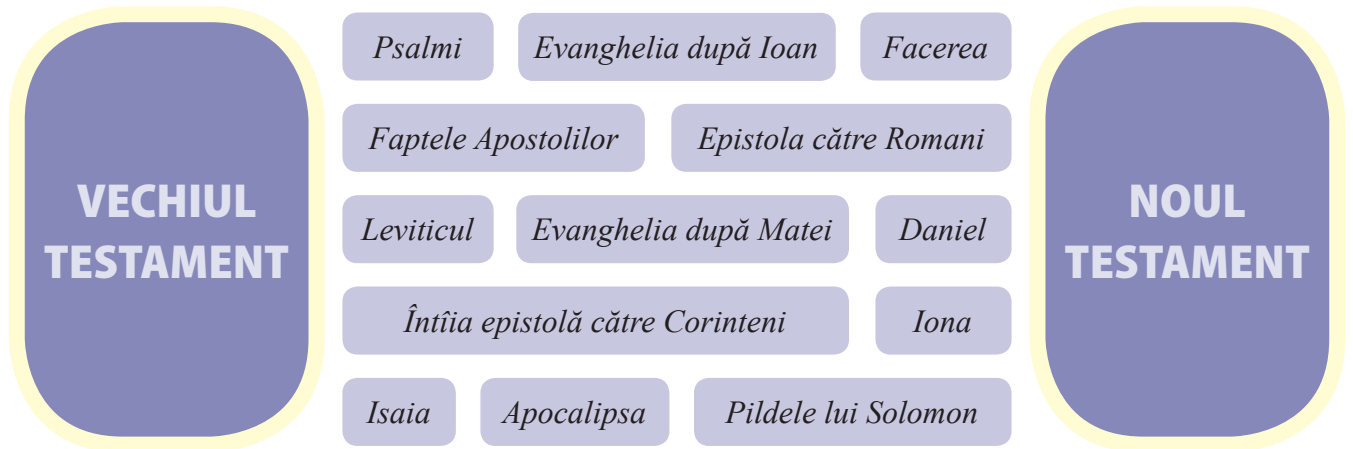 VECHIUL
TESTAMENT
Psalmi
Evanghelia după Ioan
Facerea
Faptele Apostolilor
Epistola către Romani
Leviticul
Evanghelia după Matei
Daniel
Întîia epistolă către Corinteni
Iona
Isaia
Apocalipsa
Pildele lui Solomon
NOUL
TESTAMENT